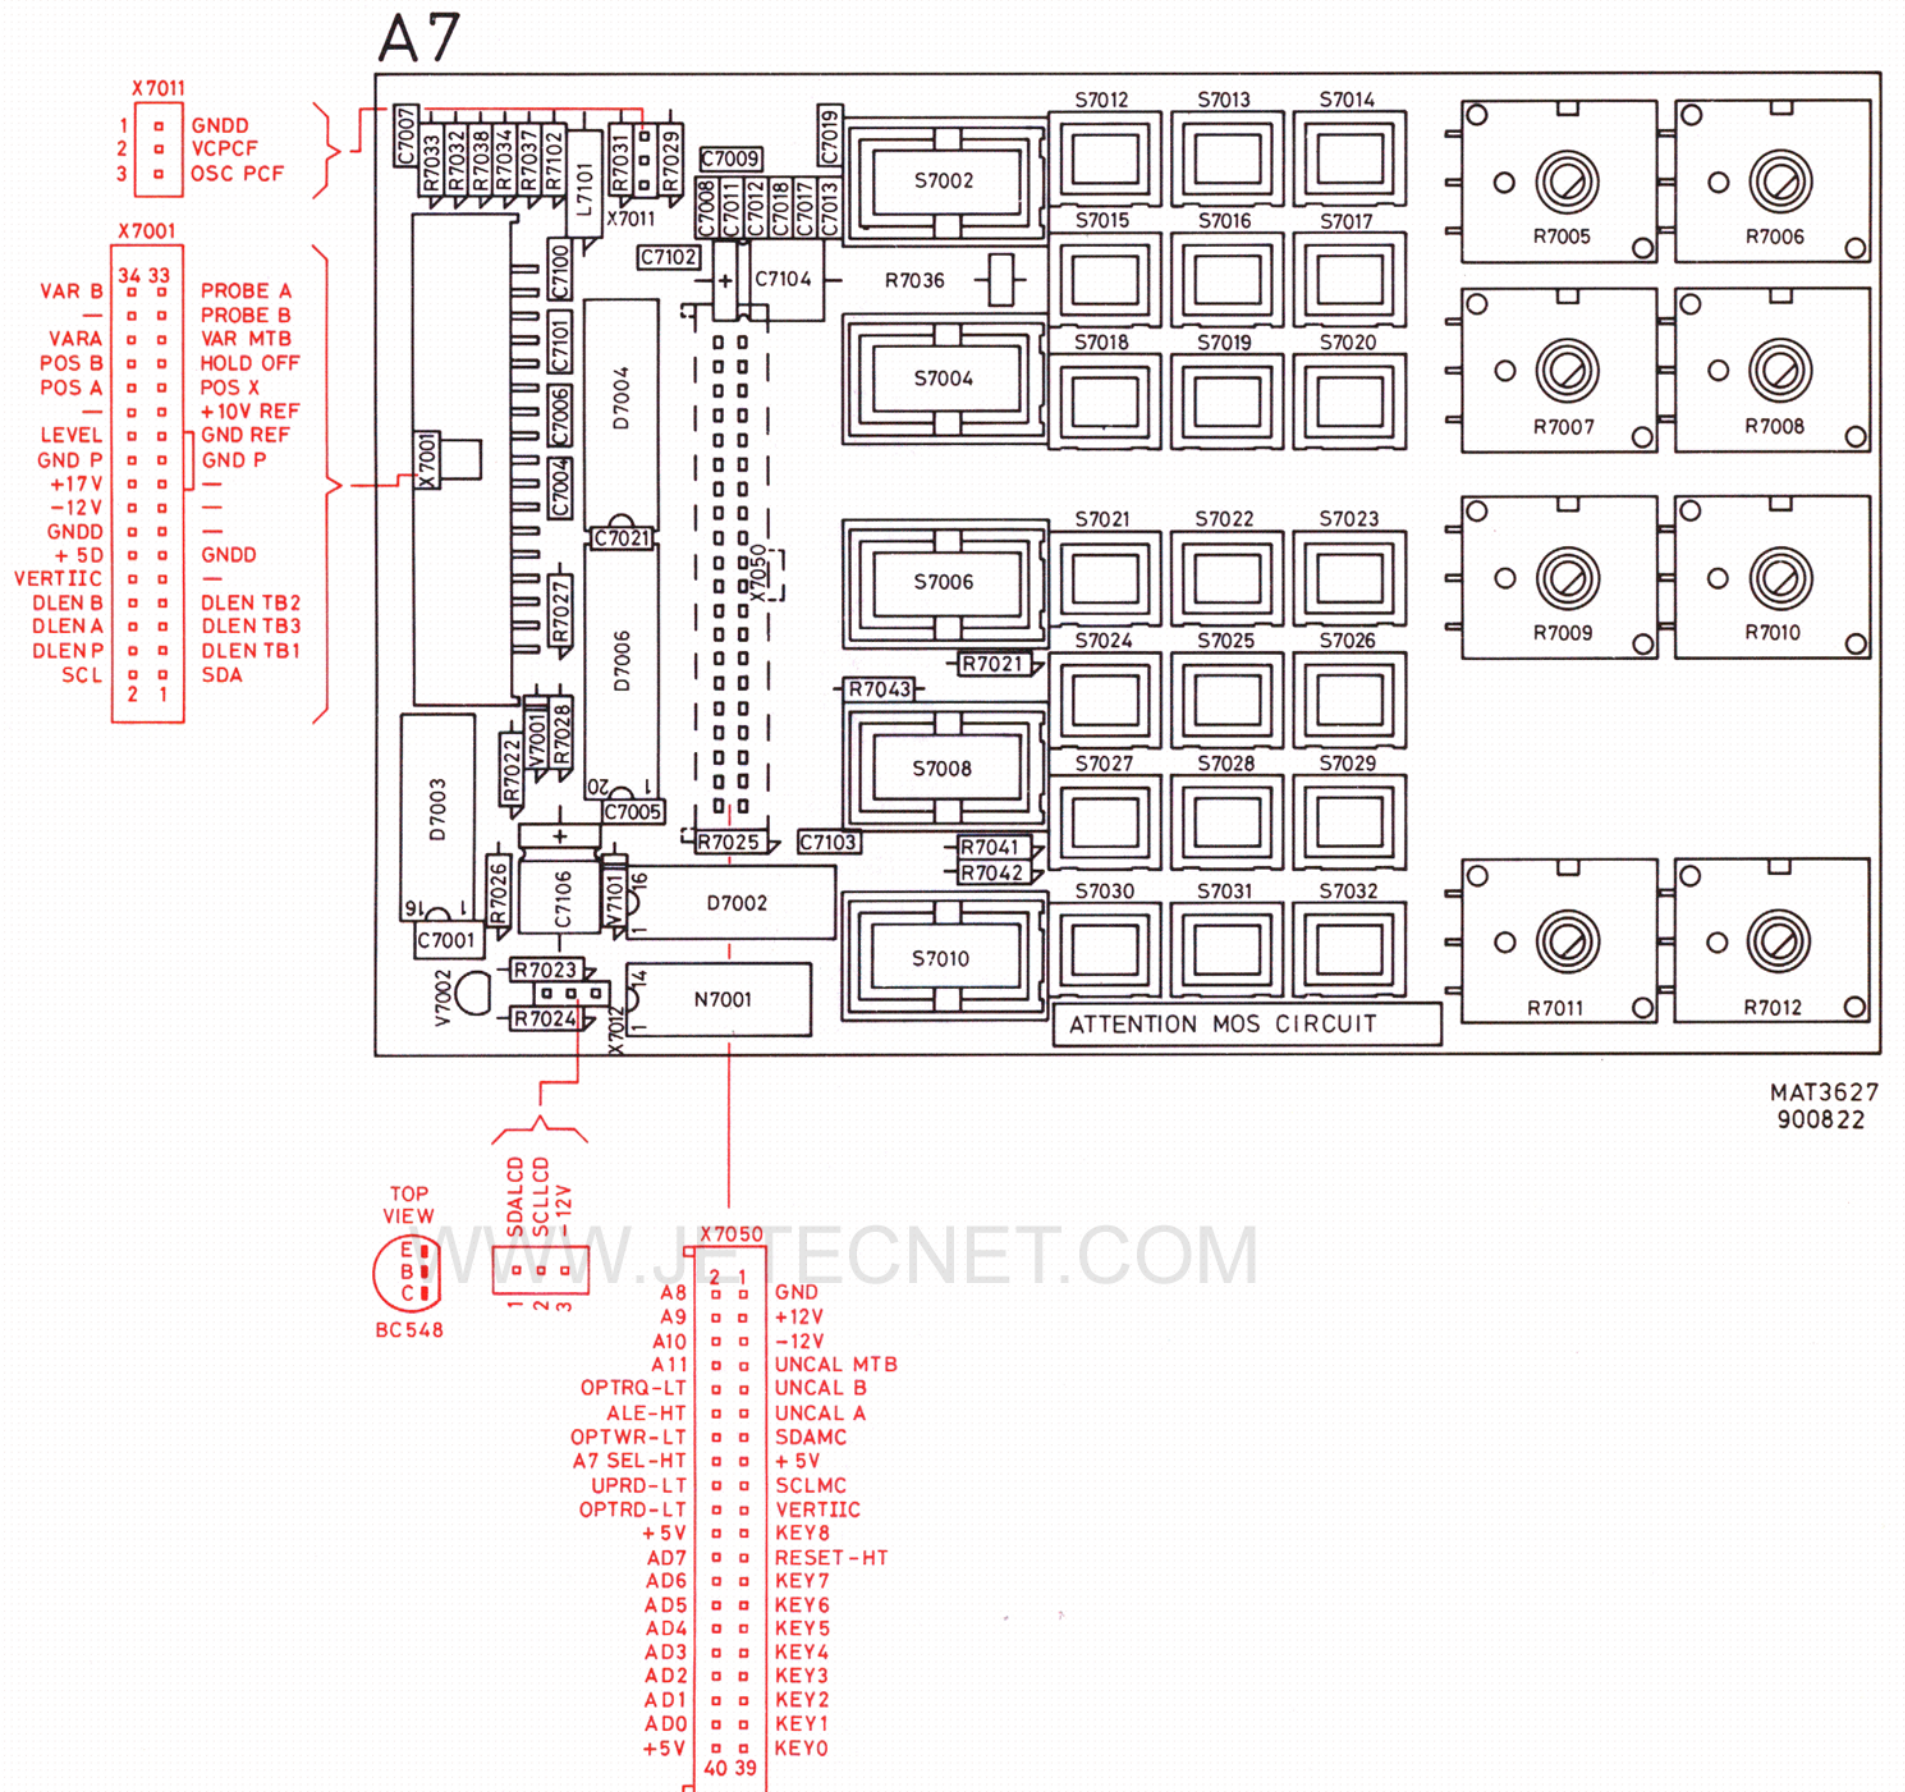 A7
X7011
1 GNDD
2 VCPCF
3 OSC PCF
X7001
34 33
VAR B PROBE A
— PROBE B
VARA VAR MTB
POS B HOLD OFF
POS A POS X
— +10V REF
LEVEL GND REF
GND P GND P
+17V —
-12V —
GNDD —
+5D GNDD
VERTIIC —
DLEN B DLEN TB2
DLEN A DLEN TB3
DLEN P DLEN TB1
SCL SDA
2 1
C7007
R7033
R7032
R7038
R7034
R7037
R7102
L7101
R7031
X7011
R7029
C7009
C7019
C7008
C7011
C7012
C7018
C7017
C7013
C7102
+
C7104
R7036
C7100
C7101
C7006
C7004
X7001
D7004
C7021
X7050
R7027
D7006
V7001
R7028
R7022
20 1
C7005
D7003
16 1
C7001
R7026
+
C7106
V7101
R7025
C7103
16
1
D7002
V7002
R7023
R7024
X7012
14
1
N7001
S7002
S7004
S7006
R7021
R7043
S7008
R7041
R7042
S7010
S7012 S7013 S7014
S7015 S7016 S7017
S7018 S7019 S7020
S7021 S7022 S7023
S7024 S7025 S7026
S7027 S7028 S7029
S7030 S7031 S7032
ATTENTION MOS CIRCUIT
R7005 R7006
R7007 R7008
R7009 R7010
R7011 R7012
MAT3627
900822
TOP
VIEW
E
B
C
BC548
SDALCD
SCLLCD
-12V
1 2 3
WWW.JETECNET.COM
X7050
2 1
A8 GND
A9 +12V
A10 -12V
A11 UNCAL MTB
OPTRQ-LT UNCAL B
ALE-HT UNCAL A
OPTWR-LT SDAMC
A7 SEL-HT +5V
UPRD-LT SCLMC
OPTRD-LT VERTIIC
+5V KEY8
AD7 RESET-HT
AD6 KEY7
AD5 KEY6
AD4 KEY5
AD3 KEY4
AD2 KEY3
AD1 KEY2
AD0 KEY1
+5V KEY0
40 39